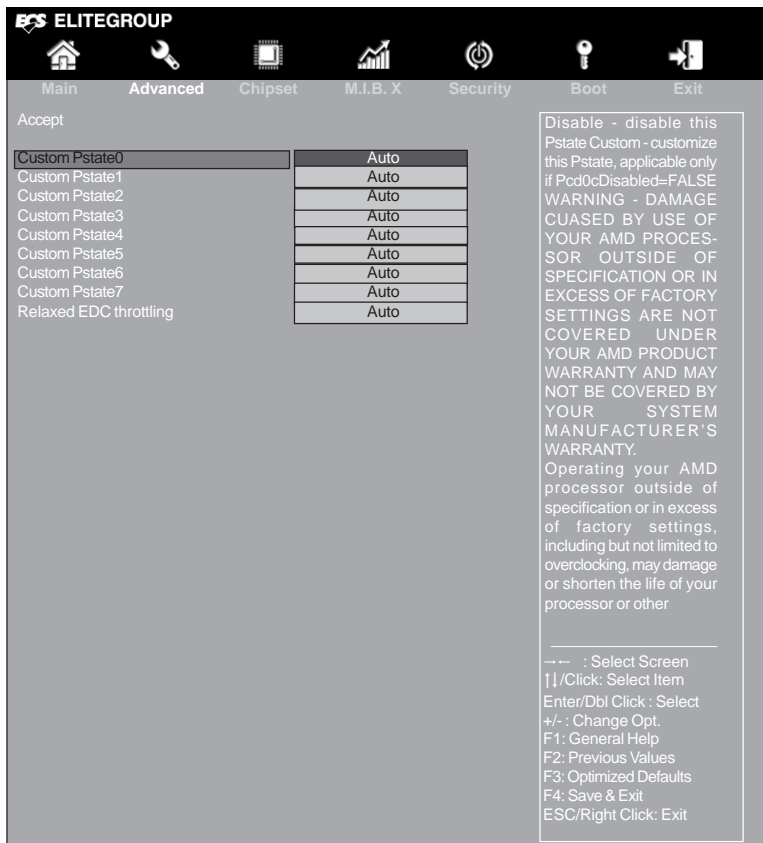 ECS ELITEGROUP
Main Advanced Chipset M.I.B. X Security Boot Exit
Accept
Custom Pstate0 Auto
Custom Pstate1 Auto
Custom Pstate2 Auto
Custom Pstate3 Auto
Custom Pstate4 Auto
Custom Pstate5 Auto
Custom Pstate6 Auto
Custom Pstate7 Auto
Relaxed EDC throttling Auto
Disable - disable this
Pstate Custom - customize
this Pstate, applicable only
if Pcd0cDisabled=FALSE
WARNING - DAMAGE
CUASED BY USE OF
YOUR AMD PROCES-
SOR OUTSIDE OF
SPECIFICATION OR IN
EXCESS OF FACTORY
SETTINGS ARE NOT
COVERED UNDER
YOUR AMD PRODUCT
WARRANTY AND MAY
NOT BE COVERED BY
YOUR SYSTEM
MANUFACTURER'S
WARRANTY.
Operating your AMD
processor outside of
specification or in excess
of factory settings,
including but not limited to
overclocking, may damage
or shorten the life of your
processor or other
→← : Select Screen
↑↓/Click: Select Item
Enter/Dbl Click : Select
+/- : Change Opt.
F1: General Help
F2: Previous Values
F3: Optimized Defaults
F4: Save & Exit
ESC/Right Click: Exit